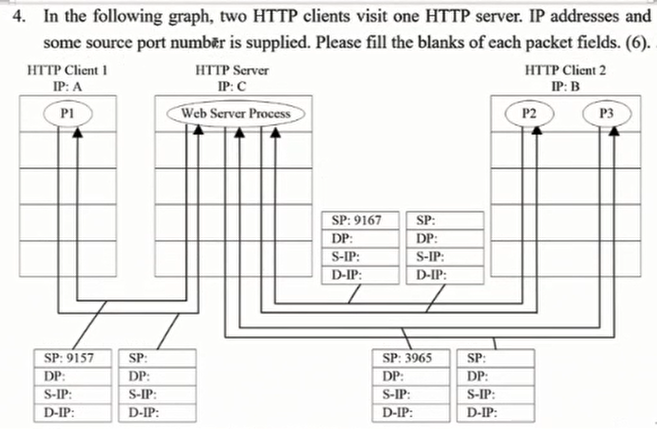 4. In the following graph, two HTTP clients visit one HTTP server. IP addresses and
some source port number is supplied. Please fill the blanks of each packet fields. (6).
HTTP Client 1
IP: A
HTTP Server
IP: C
HTTP Client 2
IP: B
P1
Web Server Process
P2
P3
SP: 9167
DP:
S-IP:
D-IP:
SP:
DP:
S-IP:
D-IP:
SP: 9157
DP:
S-IP:
D-IP:
SP:
DP:
S-IP:
D-IP:
SP: 3965
DP:
S-IP:
D-IP:
SP:
DP:
S-IP:
D-IP: